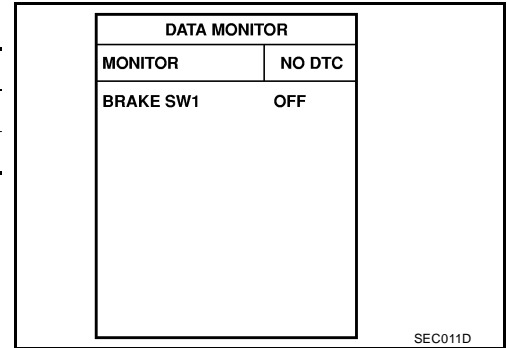 DATA MONITOR
MONITOR NO DTC
BRAKE SW1 OFF
SEC011D